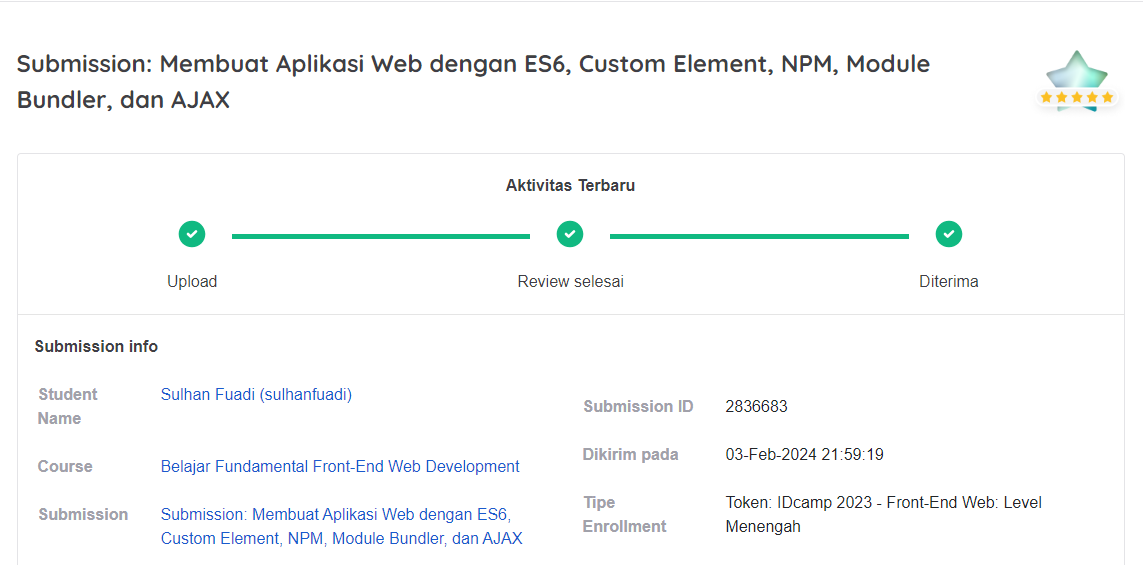 Submission: Membuat Aplikasi Web dengan ES6, Custom Element, NPM, Module
Bundler, dan AJAX
Aktivitas Terbaru
Upload
Review selesai
Diterima
Submission info
Student
Name
Sulhan Fuadi (sulhanfuadi)
Course
Belajar Fundamental Front-End Web Development
Submission
Submission: Membuat Aplikasi Web dengan ES6,
Custom Element, NPM, Module Bundler, dan AJAX
Submission ID
2836683
Dikirim pada
03-Feb-2024 21:59:19
Tipe
Enrollment
Token: IDcamp 2023 - Front-End Web: Level
Menengah